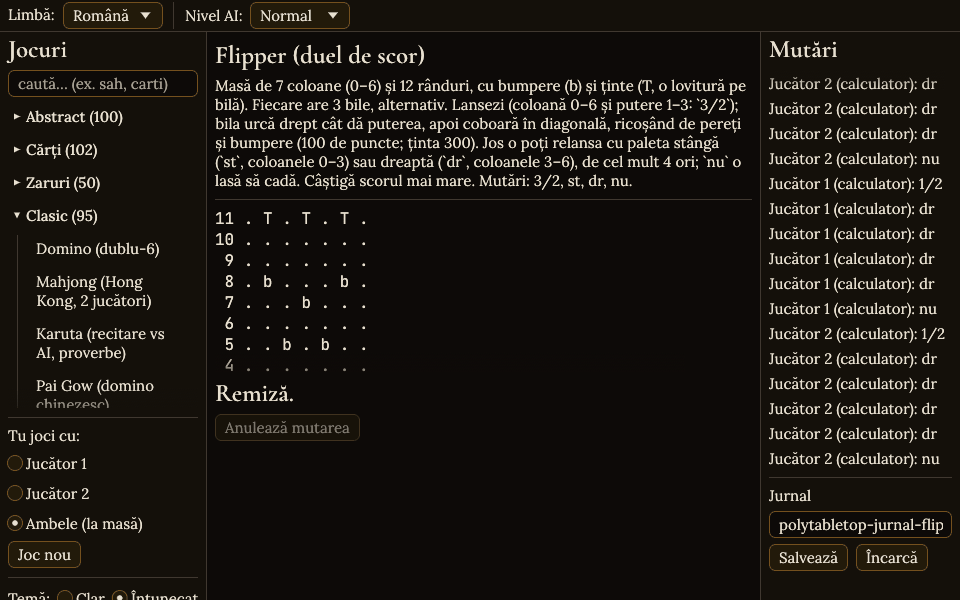 Limbă: Română ▼ Nivel AI: Normal ▼
Jocuri
caută... (ex. sah, carti)
▸ Abstract (100)
▸ Cărți (102)
▸ Zaruri (50)
▾ Clasic (95)
Domino (dublu-6)
Mahjong (Hong
Kong, 2 jucători)
Karuta (recitare vs
AI, proverbe)
Pai Gow (domino
chinezesc)
Tu joci cu:
Jucător 1
Jucător 2
Ambele (la masă)
Joc nou
Temă: Clar Întunecat
Flipper (duel de scor)
Masă de 7 coloane (0–6) și 12 rânduri, cu bumpere (b) și ținte (T, o lovitură pe
bilă). Fiecare are 3 bile, alternativ. Lansezi (coloană 0–6 și putere 1–3: `3/2`);
bila urcă drept cât dă puterea, apoi coboară în diagonală, ricoșând de pereți
și bumpere (100 de puncte; ținta 300). Jos o poți relansa cu paleta stângă
(`st`, coloanele 0–3) sau dreaptă (`dr`, coloanele 3–6), de cel mult 4 ori; `nu` o
lasă să cadă. Câștigă scorul mai mare. Mutări: 3/2, st, dr, nu.
11 . T . T . T .
10 . . . . . . .
9 . . . . . . .
8 . b . . . b .
7 . . . b . . .
6 . . . . . . .
5 . . b . b . .
4 . . . . . . .
Remiză.
Anulează mutarea
Mutări
Jucător 2 (calculator): dr
Jucător 2 (calculator): dr
Jucător 2 (calculator): dr
Jucător 2 (calculator): nu
Jucător 1 (calculator): 1/2
Jucător 1 (calculator): dr
Jucător 1 (calculator): dr
Jucător 1 (calculator): dr
Jucător 1 (calculator): dr
Jucător 1 (calculator): nu
Jucător 2 (calculator): 1/2
Jucător 2 (calculator): dr
Jucător 2 (calculator): dr
Jucător 2 (calculator): dr
Jucător 2 (calculator): dr
Jucător 2 (calculator): nu
Jurnal
polytabletop-jurnal-flip
Salvează Încarcă